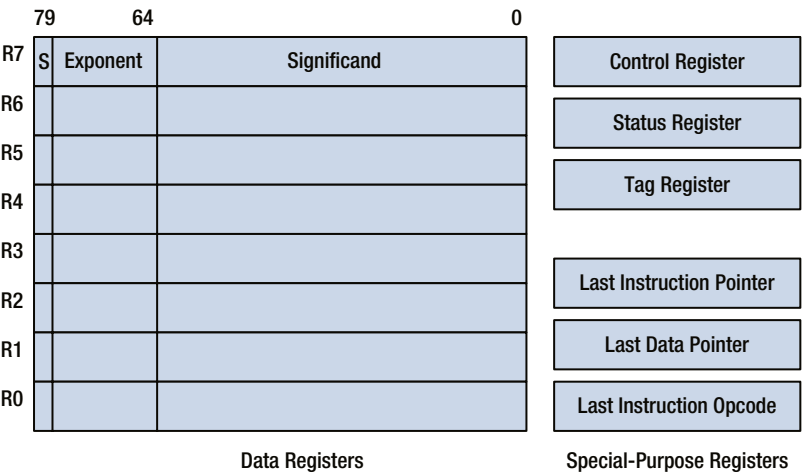 79 64 0
R7 S Exponent Significand Control Register
R6 Status Register
R5 Tag Register
R4
R3
R2 Last Instruction Pointer
R1 Last Data Pointer
R0 Last Instruction Opcode
Data Registers Special-Purpose Registers